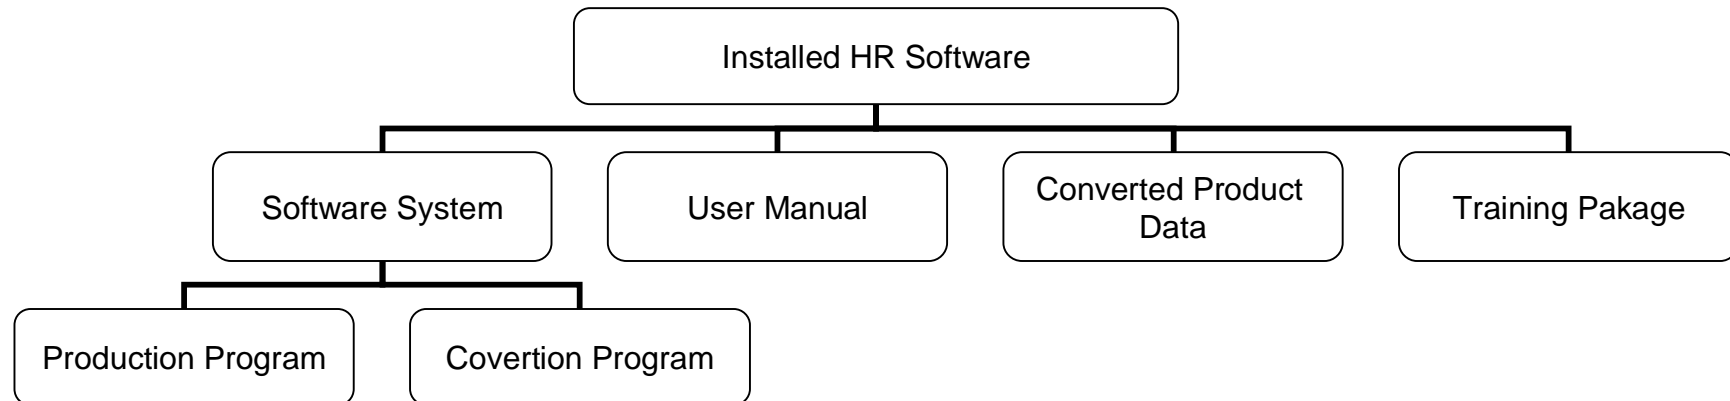 Installed HR Software
Software System
User Manual
Converted Product
Data
Training Pakage
Production Program
Covertion Program